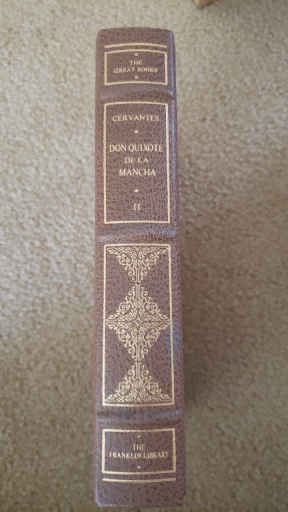 THE
GREAT BOOKS
CERVANTES
DON QUIXOTE
DE LA
MANCHA
II
THE
FRANKLIN LIBRARY